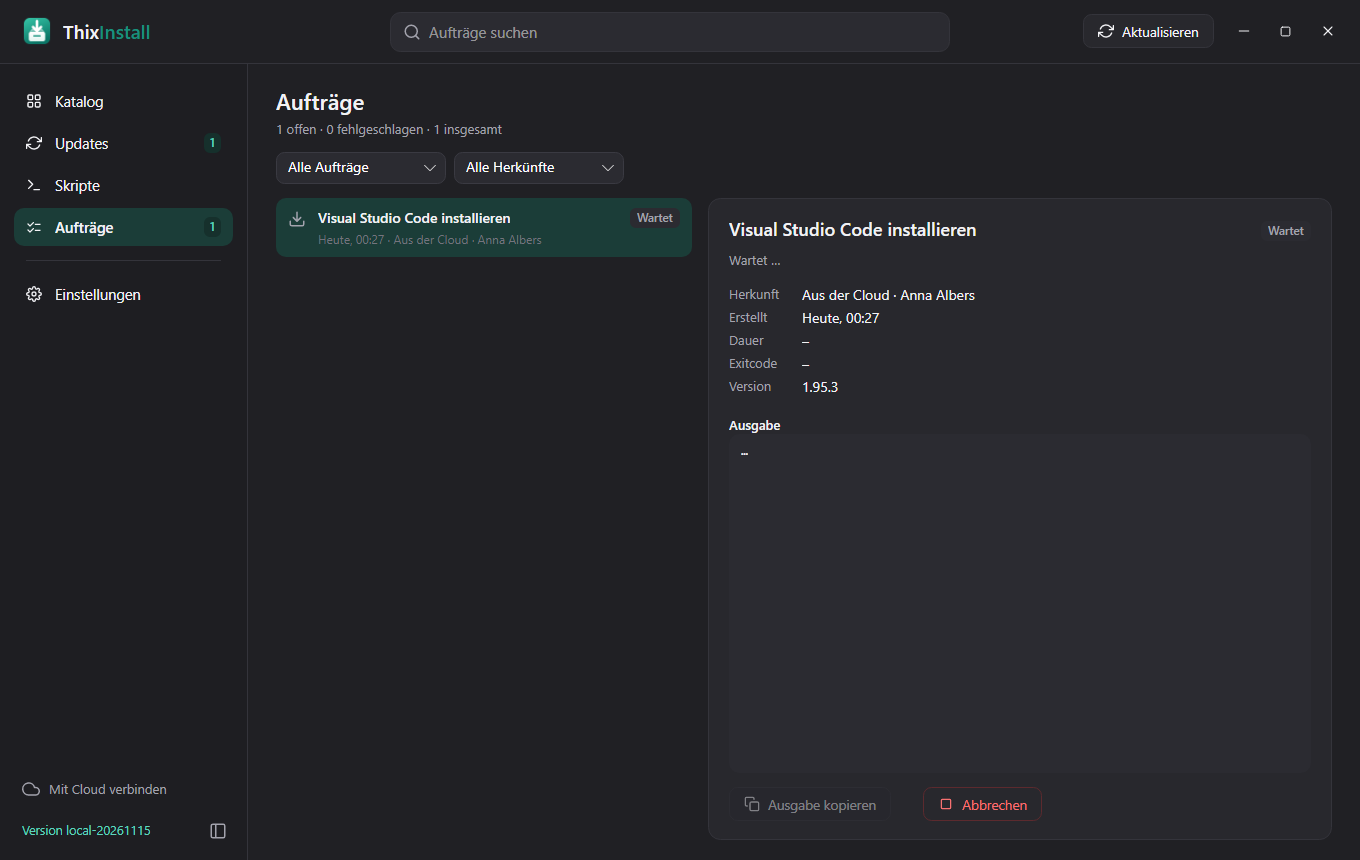 ThixInstall
Aufträge suchen
Aktualisieren
Katalog
Updates 1
Skripte
Aufträge 1
Einstellungen
Mit Cloud verbinden
Version local-20261115
Aufträge
1 offen · 0 fehlgeschlagen · 1 insgesamt
Alle Aufträge
Alle Herkünfte
Visual Studio Code installieren Wartet
Heute, 00:27 · Aus der Cloud · Anna Albers
Visual Studio Code installieren Wartet
Wartet ...
Herkunft Aus der Cloud · Anna Albers
Erstellt Heute, 00:27
Dauer –
Exitcode –
Version 1.95.3
Ausgabe
…
Ausgabe kopieren
Abbrechen